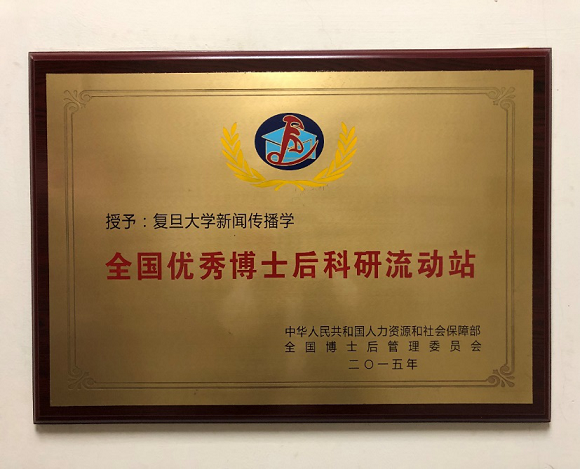 授予：复旦大学新闻传播学
全国优秀博士后科研流动站
中华人民共和国人力资源和社会保障部
全国博士后管理委员会
二〇一五年